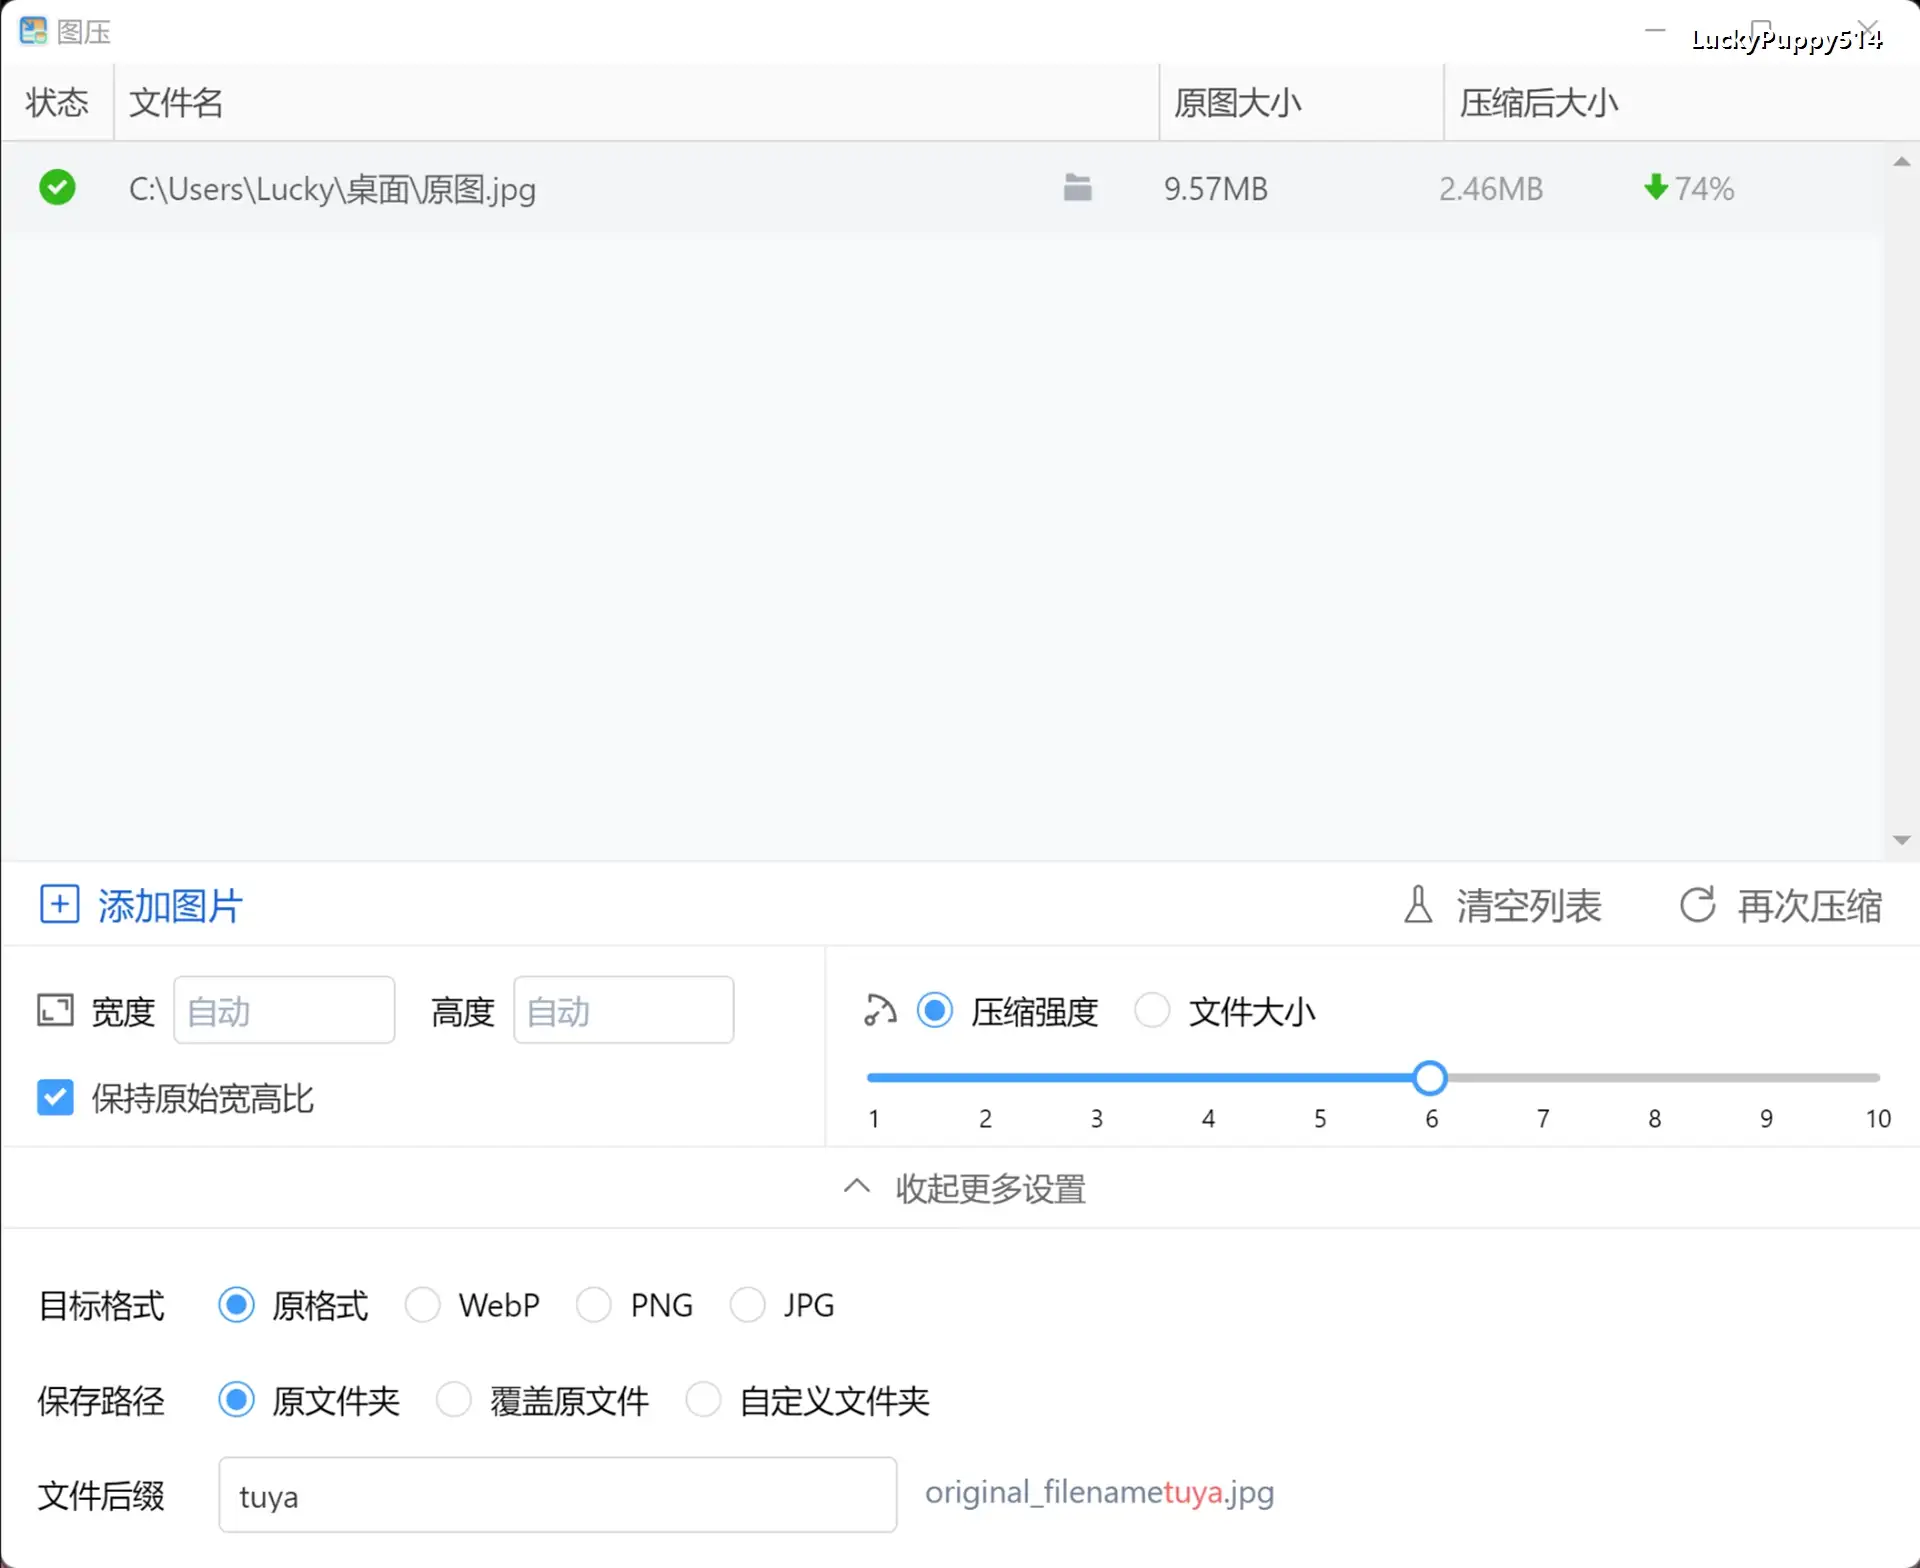 图压
LuckyPuppy514
状态 文件名 原图大小 压缩后大小
C:\Users\Lucky\桌面\原图.jpg 9.57MB 2.46MB 74%
添加图片 清空列表 再次压缩
宽度 自动 高度 自动 压缩强度 文件大小
保持原始宽高比
1 2 3 4 5 6 7 8 9 10
收起更多设置
目标格式 原格式 WebP PNG JPG
保存路径 原文件夹 覆盖原文件 自定义文件夹
文件后缀 tuya original_filenametuya.jpg